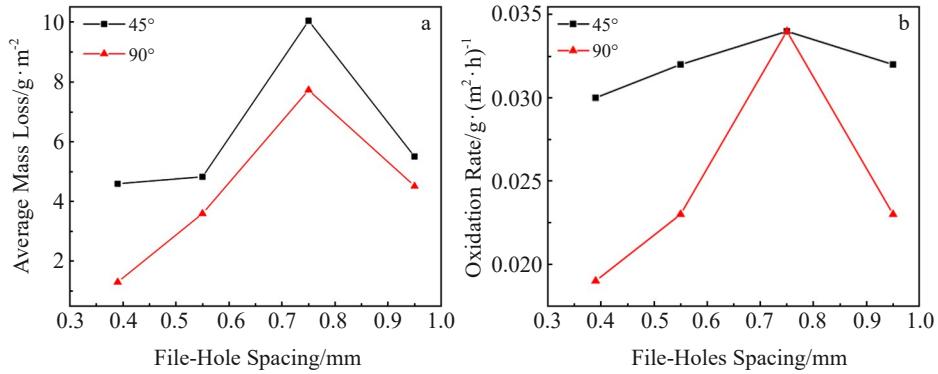 45°
90°
a
10
8
6
4
2
0.3 0.4 0.5 0.6 0.7 0.8 0.9 1.0
Average Mass Loss/g·m⁻²
File-Hole Spacing/mm
45°
90°
b
0.035
0.030
0.025
0.020
0.3 0.4 0.5 0.6 0.7 0.8 0.9 1.0
Oxidation Rate/g·(m²·h)⁻¹
File-Holes Spacing/mm